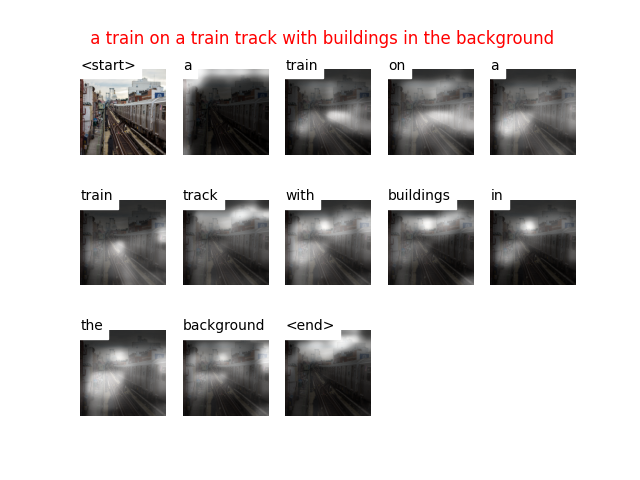 a train on a train track with buildings in the background
<start> a train on a
train track with buildings in
the background <end>